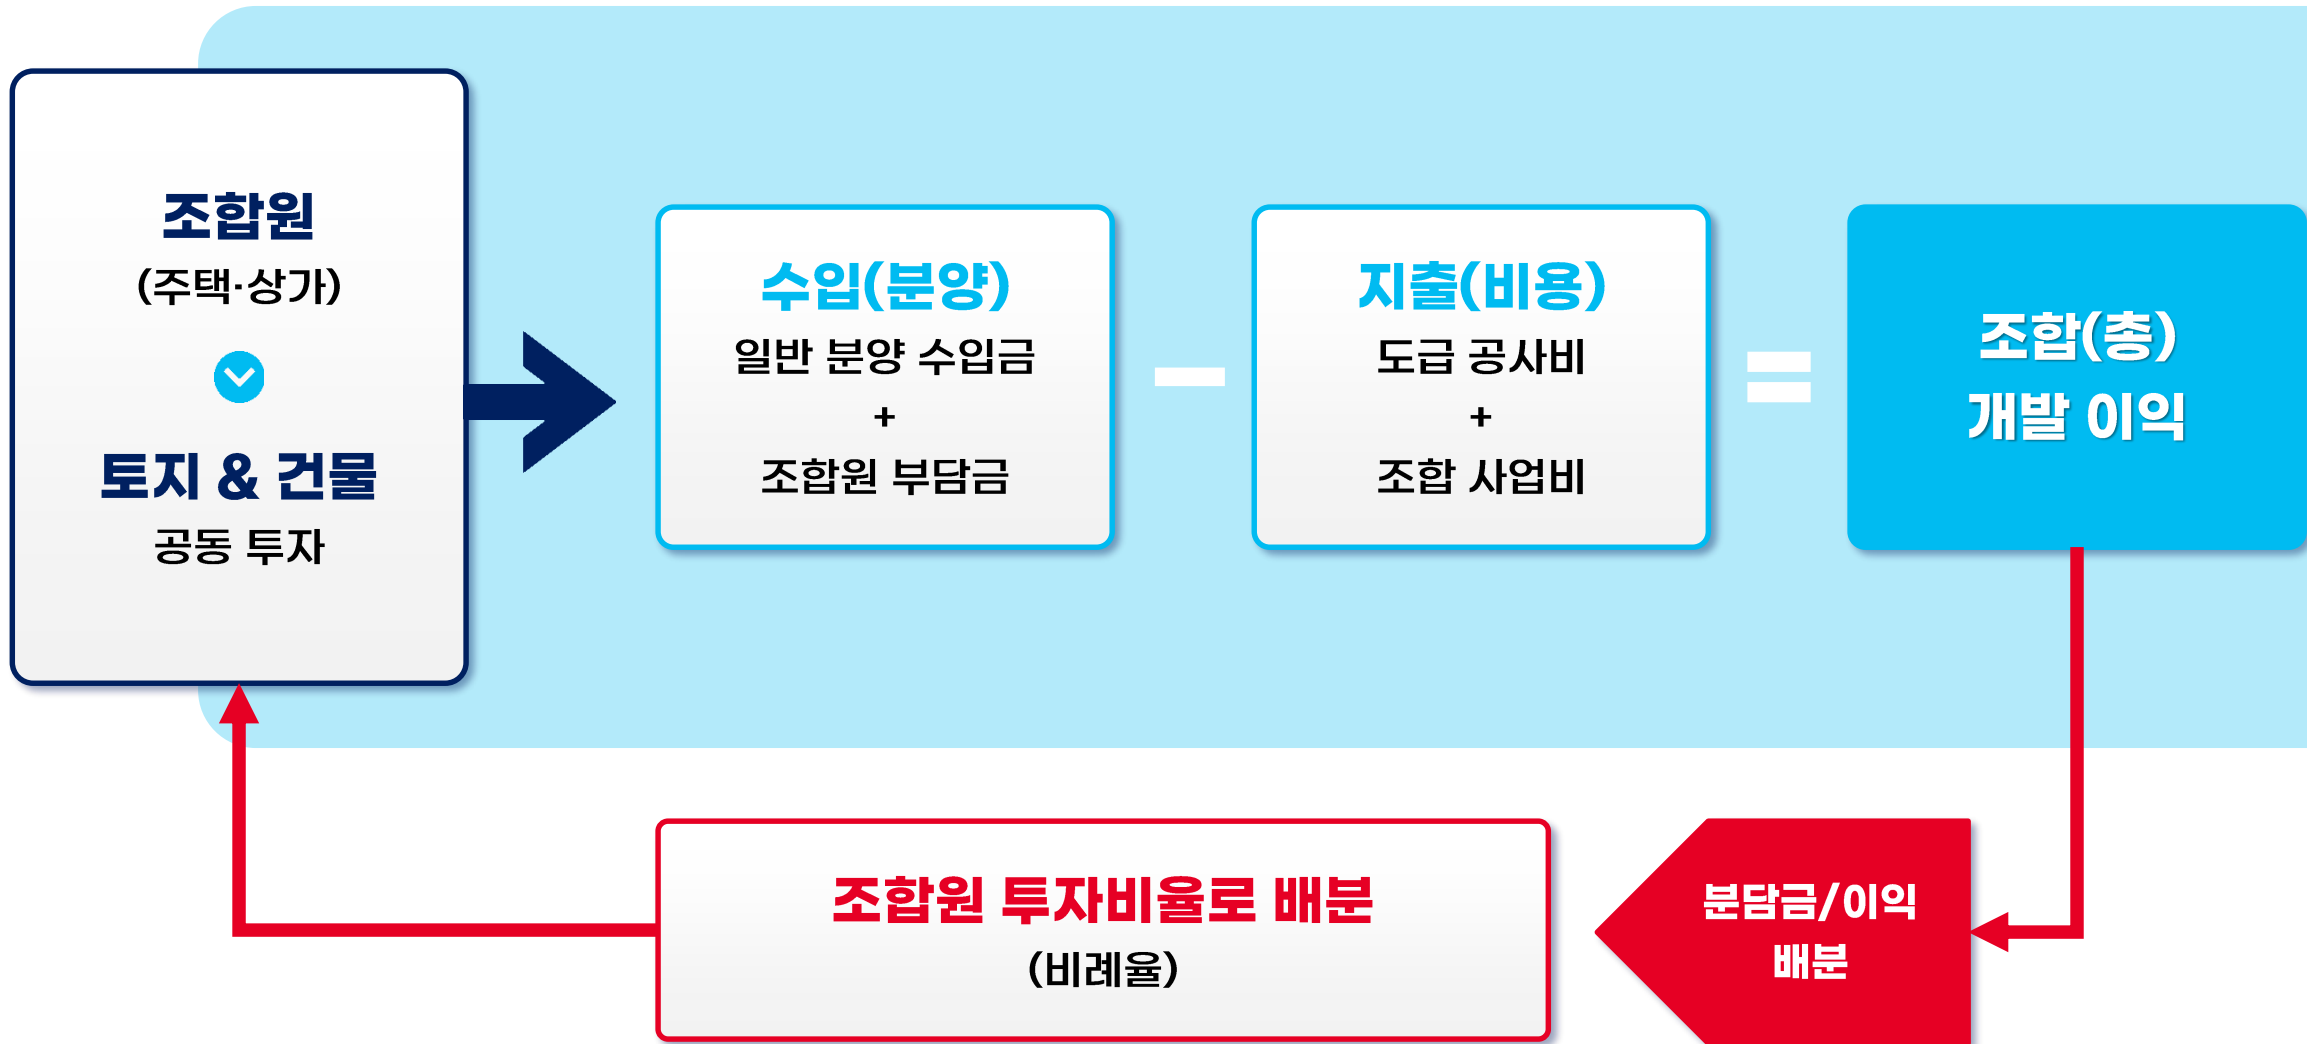 조합원
(주택·상가)
토지 & 건물
공동 투자
수입(분양)
일반 분양 수입금
+
조합원 부담금
지출(비용)
도급 공사비
+
조합 사업비
조합(총)
개발 이익
분담금/이익
배분
조합원 투자비율로 배분
(비례율)